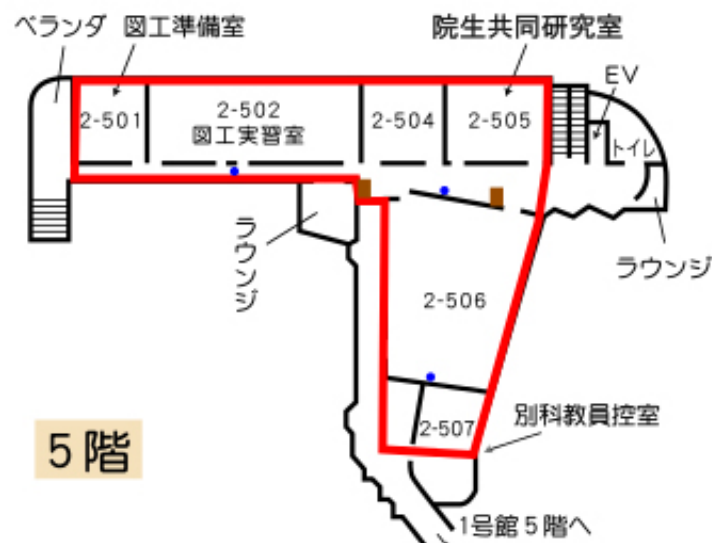 ベランダ
図工準備室
院生共同研究室
EV
2-501
2-502
図工実習室
2-504
2-505
トイレ
ラウンジ
ラウンジ
2-506
5階
2-507
別科教員控室
1号館5階へ